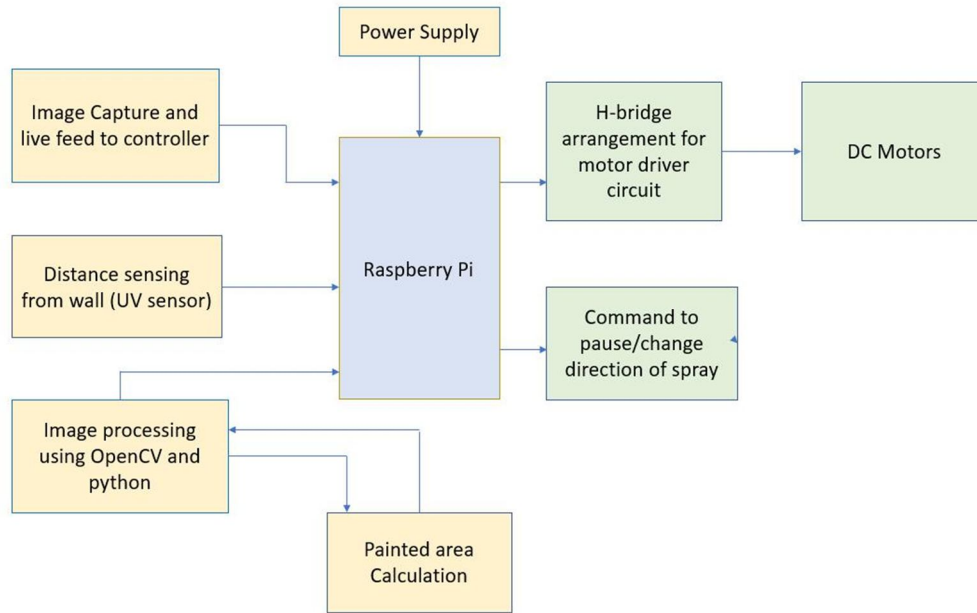 Power Supply
Image Capture and
live feed to controller
H-bridge
arrangement for
motor driver
circuit
DC Motors
Distance sensing
from wall (UV sensor)
Raspberry Pi
Command to
pause/change
direction of spray
Image processing
using OpenCV and
python
Painted area
Calculation